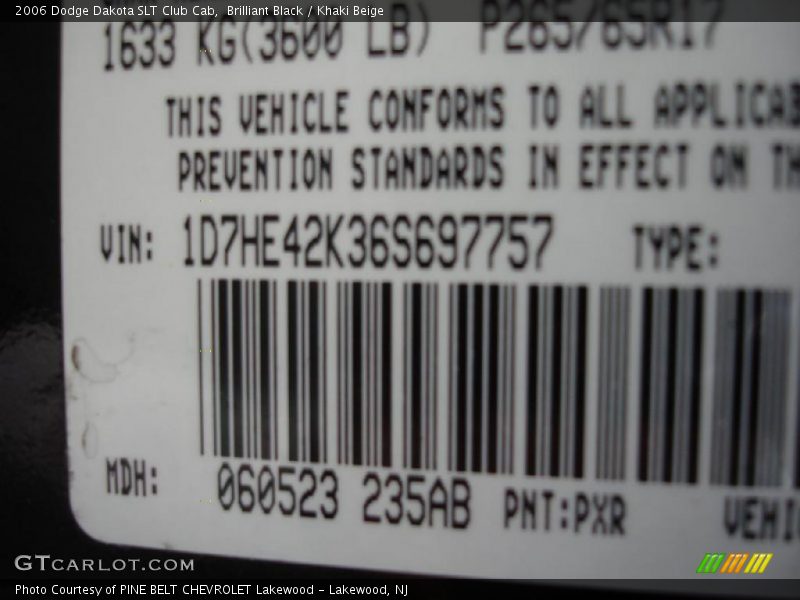 2006 Dodge Dakota SLT Club Cab, Brilliant Black / Khaki Beige
1633 KG(3600 LB) P265/65R17
THIS VEHICLE CONFORMS TO ALL APPLICAB
PREVENTION STANDARDS IN EFFECT ON TH
VIN: 1D7HE42K36S697757 TYPE:
MDH: 060523 235AB PNT:PXR VEHI
GTCARLOT.COM
Photo Courtesy of PINE BELT CHEVROLET Lakewood - Lakewood, NJ